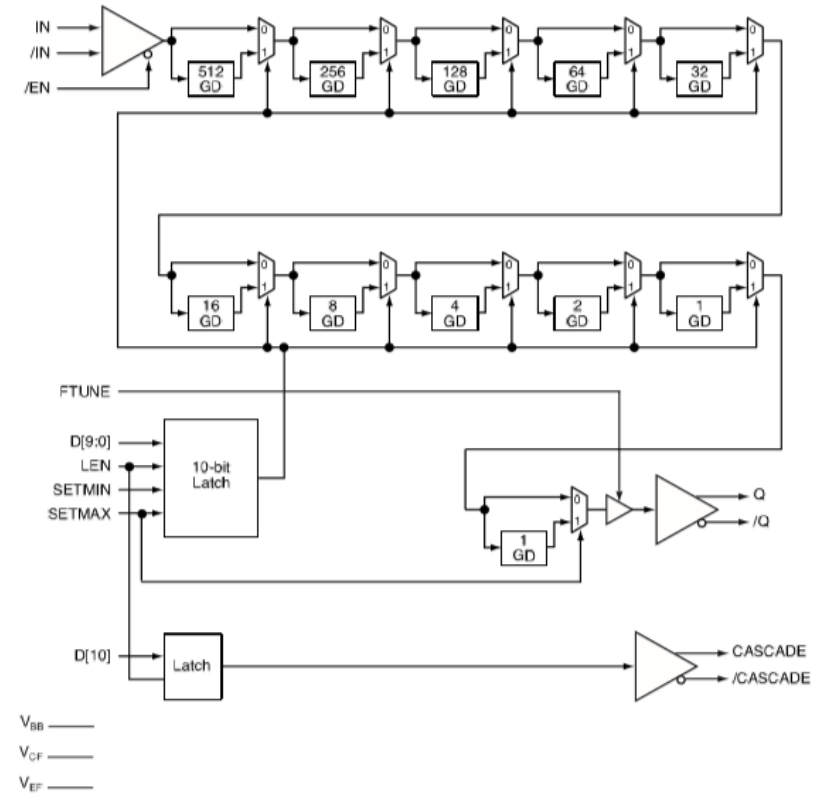 IN
/IN
/EN
0 0 0 0 0
1 1 1 1 1
512 256 128 64 32
GD GD GD GD GD
0 0 0 0 0
1 1 1 1 1
16 8 4 2 1
GD GD GD GD GD
FTUNE
D[9:0]
LEN
SETMIN
SETMAX
10-bit
Latch
0
1
1
GD
Q
/Q
D[10]
Latch
CASCADE
/CASCADE
VBB
VCF
VEF